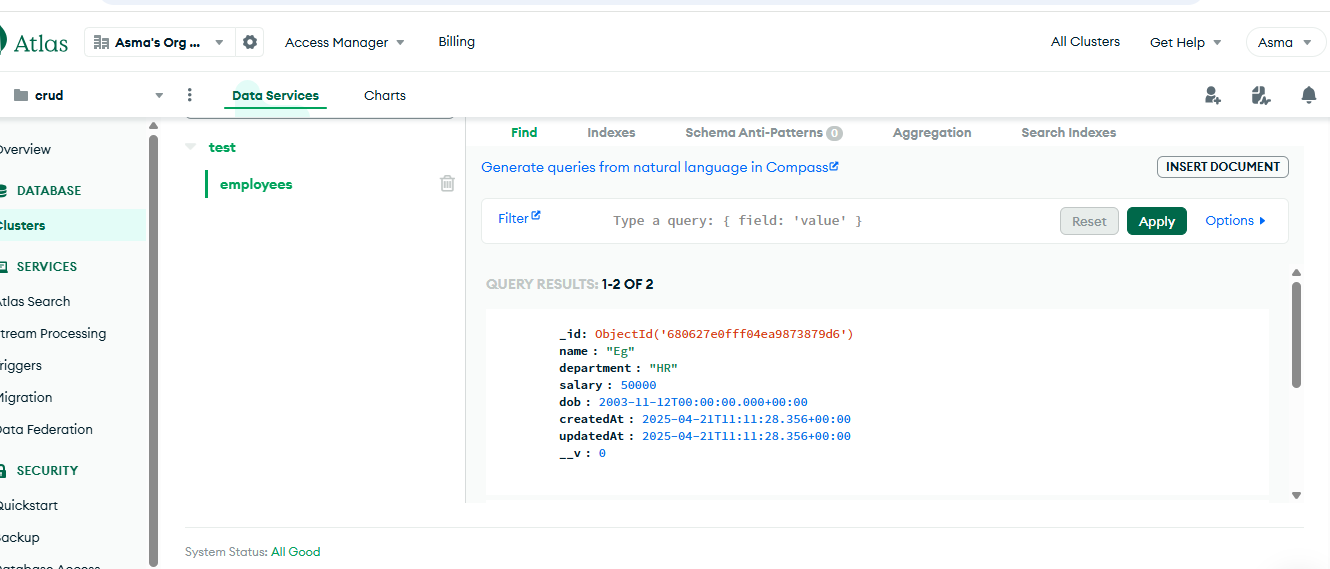 Atlas
Asma's Org ...
Access Manager
Billing
All Clusters
Get Help
Asma
crud
Data Services
Charts
Overview
DATABASE
Clusters
SERVICES
Atlas Search
Stream Processing
Triggers
Migration
Data Federation
SECURITY
Quickstart
Backup
Database Access
test
employees
Find
Indexes
Schema Anti-Patterns 0
Aggregation
Search Indexes
Generate queries from natural language in Compass
INSERT DOCUMENT
Filter
Type a query: { field: 'value' }
Reset
Apply
Options
QUERY RESULTS: 1-2 OF 2
_id: ObjectId('680627e0fff04ea9873879d6')
name : "Eg"
department : "HR"
salary : 50000
dob : 2003-11-12T00:00:00.000+00:00
createdAt : 2025-04-21T11:11:28.356+00:00
updatedAt : 2025-04-21T11:11:28.356+00:00
__v : 0
System Status: All Good